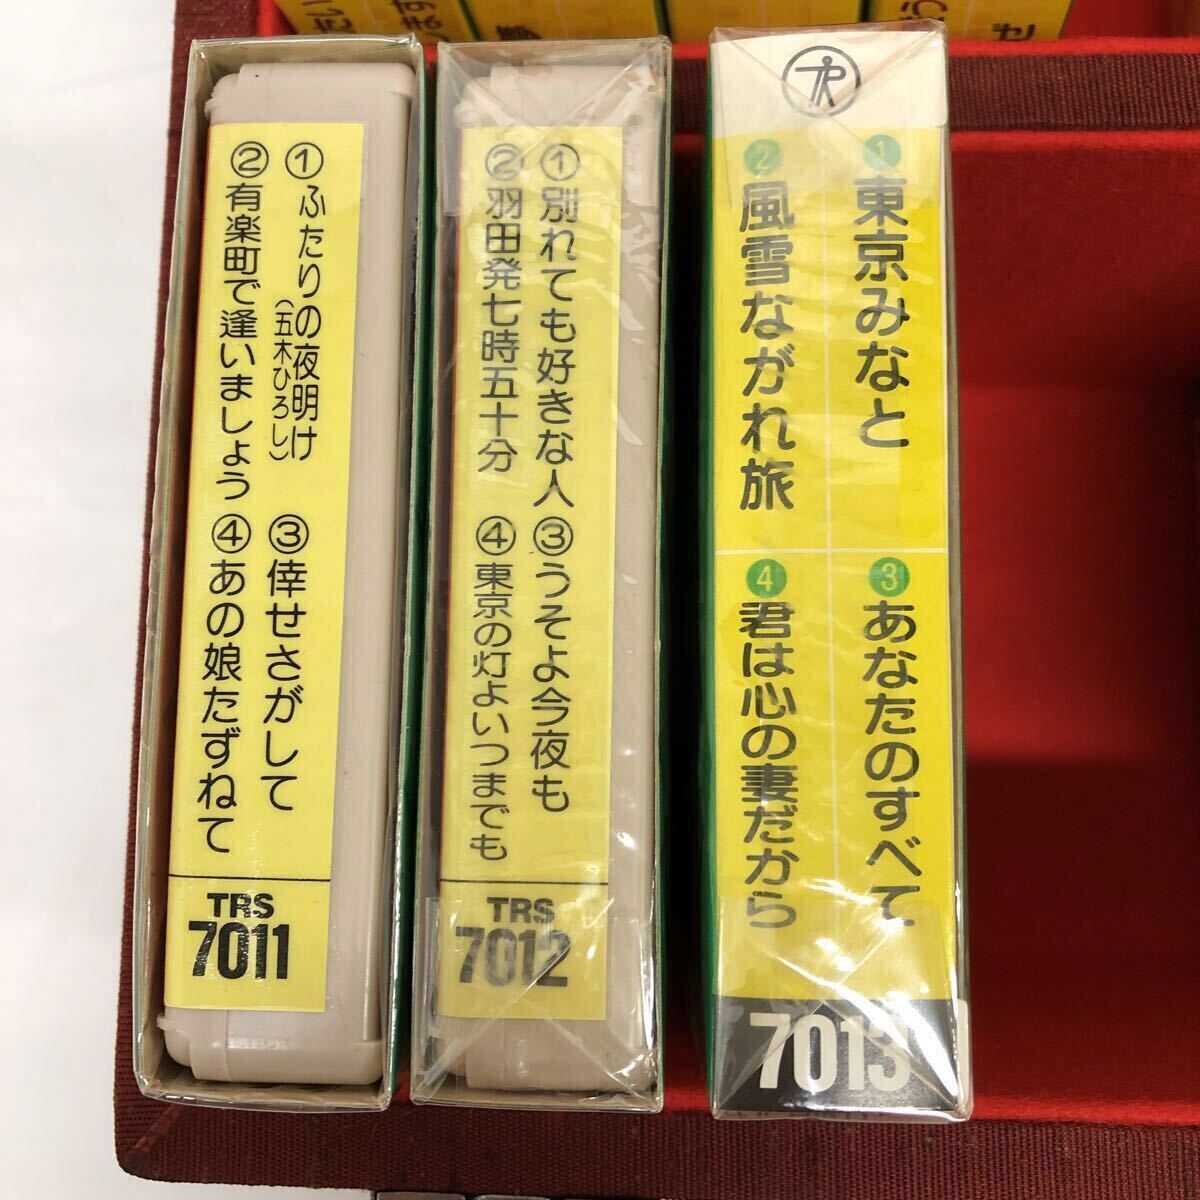 ①ふたりの夜明け
(五木ひろし)
②有楽町で逢いましょう
③倖せさがして
④あの娘たずねて
TRS
7011
①別れても好きな人
②羽田発七時五十分
③うそよ今夜も
④東京の灯よいつまでも
TRS
7012
1 東京みなと
2 風雪ながれ旅
3 あなたのすべて
4 君は心の妻だから
7013